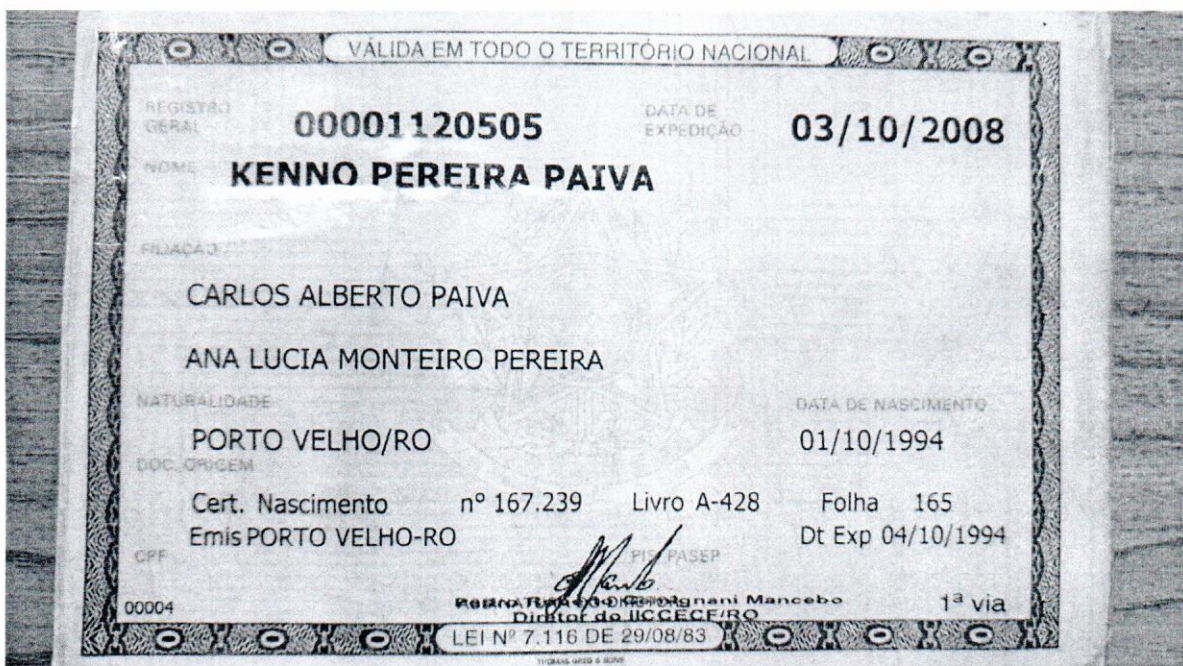 VÁLIDA EM TODO O TERRITÓRIO NACIONAL
REGISTRO GERAL 00001120505 DATA DE EXPEDIÇÃO 03/10/2008
NOME KENNO PEREIRA PAIVA
FILIAÇÃO
CARLOS ALBERTO PAIVA
ANA LUCIA MONTEIRO PEREIRA
NATURALIDADE DATA DE NASCIMENTO
PORTO VELHO/RO 01/10/1994
DOC. ORIGEM
Cert. Nascimento nº 167.239 Livro A-428 Folha 165
Emis PORTO VELHO-RO Dt Exp 04/10/1994
CPF PIS/PASEP
00004 Mancebo 1ª via
Diretor do IICCECF/RO
LEI Nº 7.116 DE 29/08/83
THOMAS GREG & SONS